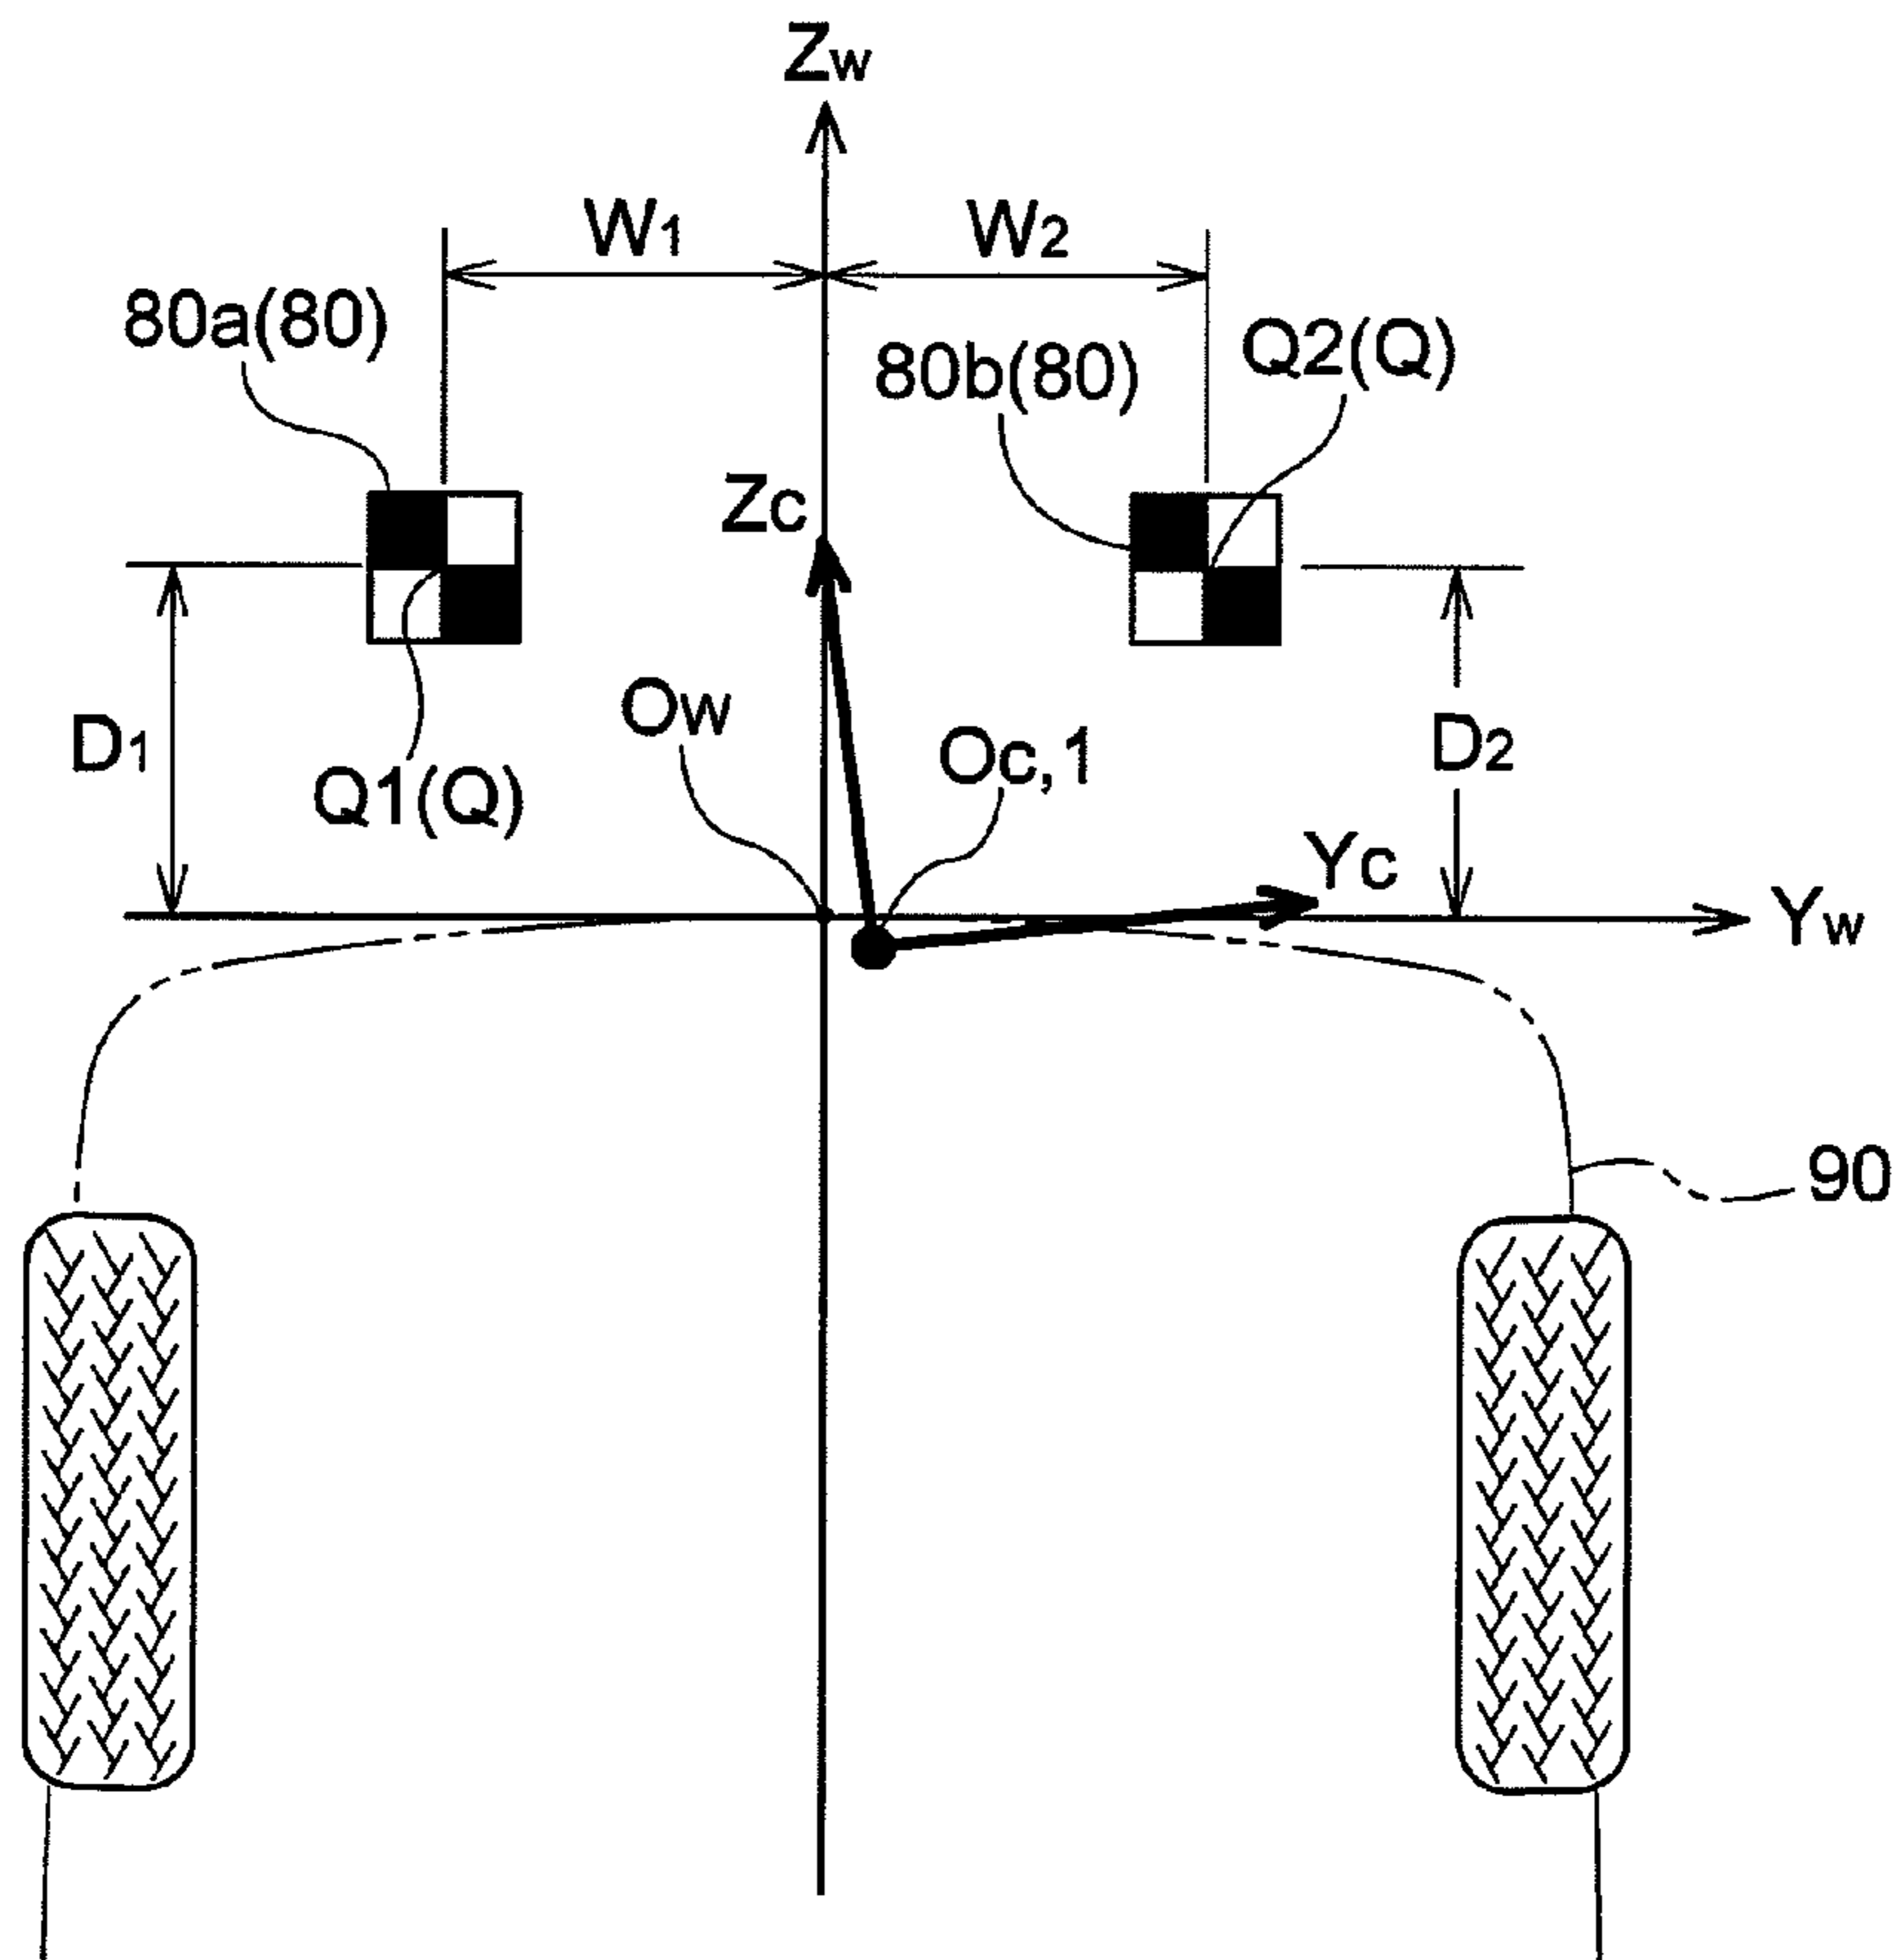 Zw
W1
W2
80a(80)
80b(80)
Q2(Q)
Zc
Ow
Oc,1
D1
D2
Q1(Q)
Yc
Yw
90